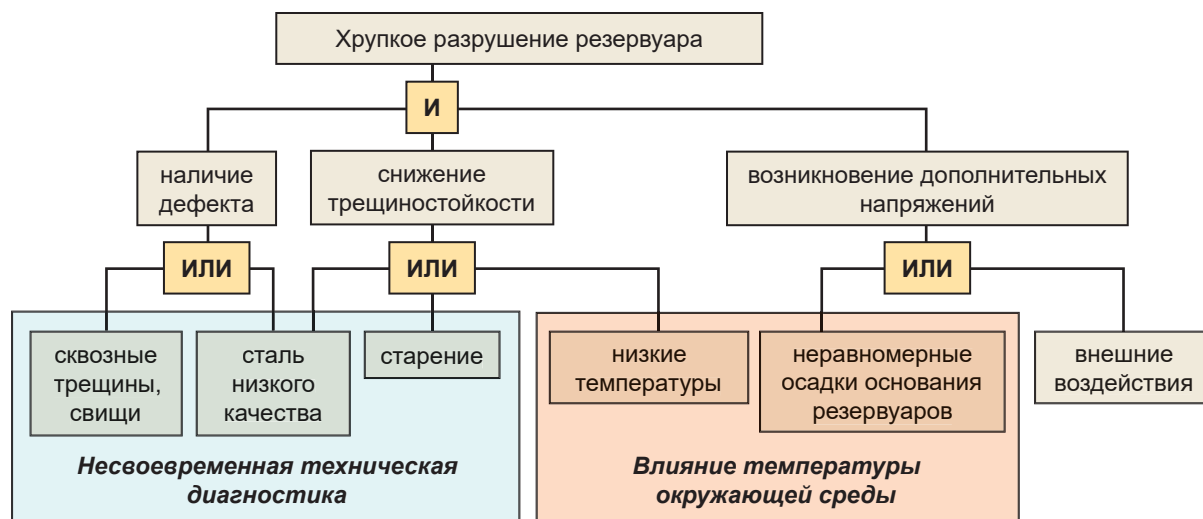 Хрупкое разрушение резервуара
И
наличие
дефекта
снижение
трещиностойкости
возникновение дополнительных
напряжений
ИЛИ
ИЛИ
ИЛИ
сквозные
трещины,
свищи
сталь
низкого
качества
старение
низкие
температуры
неравномерные
осадки основания
резервуаров
внешние
воздействия
Несвоевременная техническая
диагностика
Влияние температуры
окружающей среды